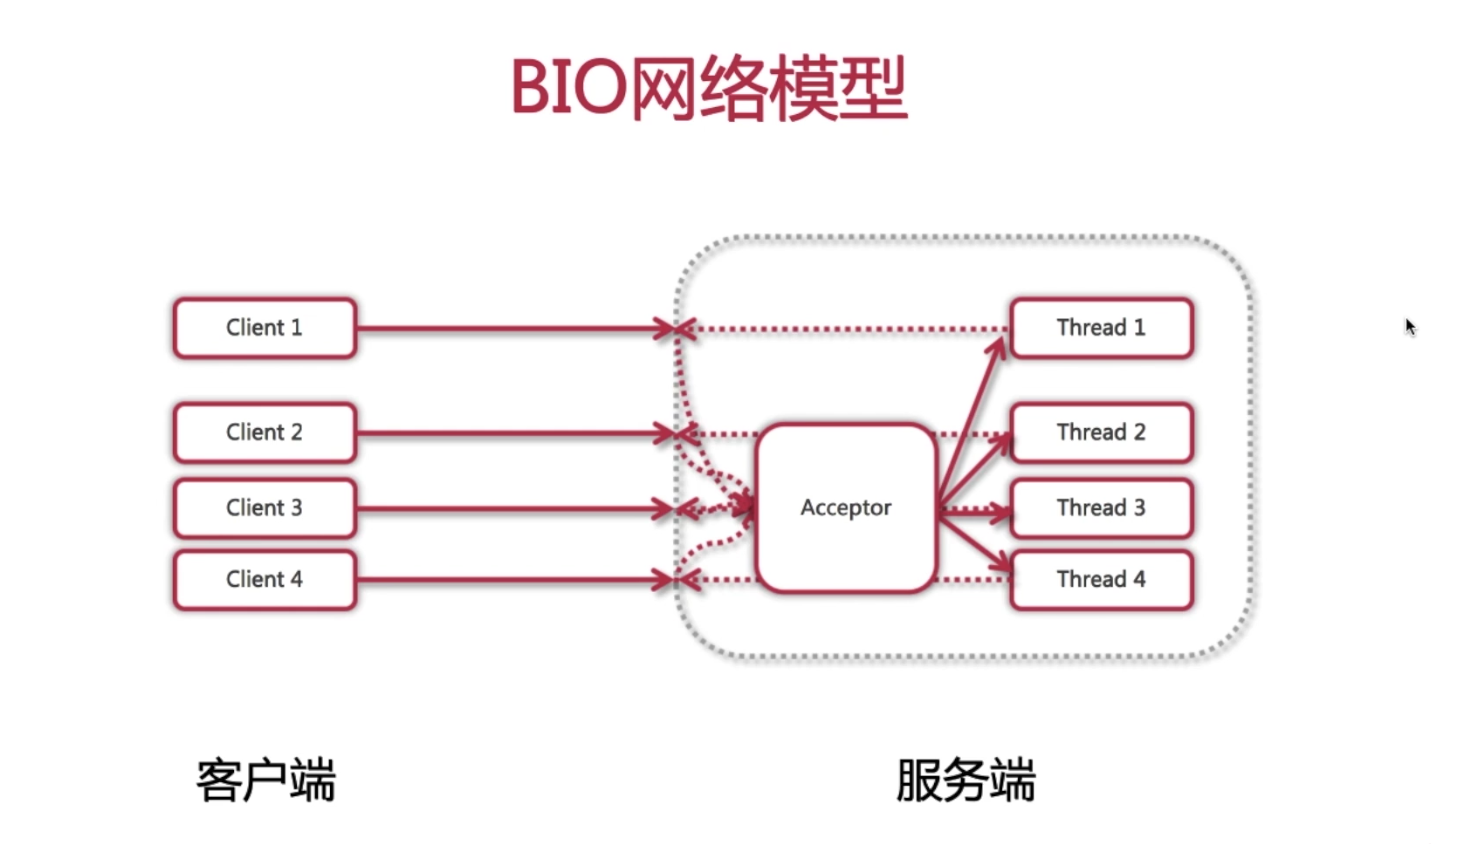 BIO网络模型
Client 1
Thread 1
Client 2
Thread 2
Client 3
Acceptor
Thread 3
Client 4
Thread 4
客户端
服务端